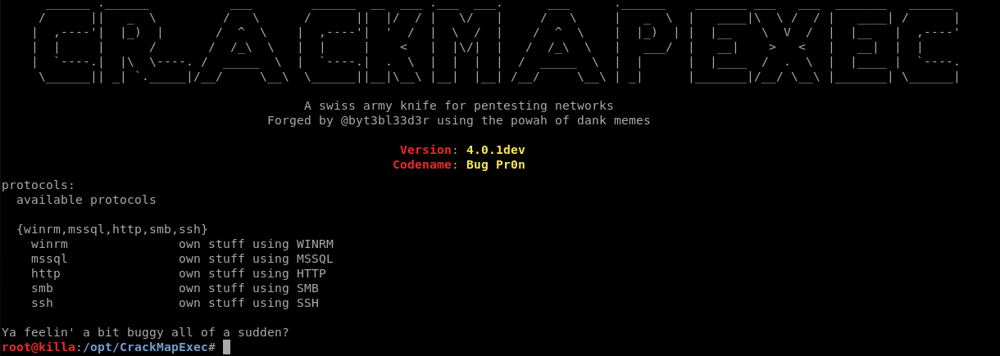 CRACKMAPEXEC
A swiss army knife for pentesting networks
Forged by @byt3bl33d3r using the powah of dank memes
Version: 4.0.1dev
Codename: Bug Pr0n
protocols:
available protocols
{winrm,mssql,http,smb,ssh}
winrm own stuff using WINRM
mssql own stuff using MSSQL
http own stuff using HTTP
smb own stuff using SMB
ssh own stuff using SSH
Ya feelin' a bit buggy all of a sudden?
root@killa:/opt/CrackMapExec#